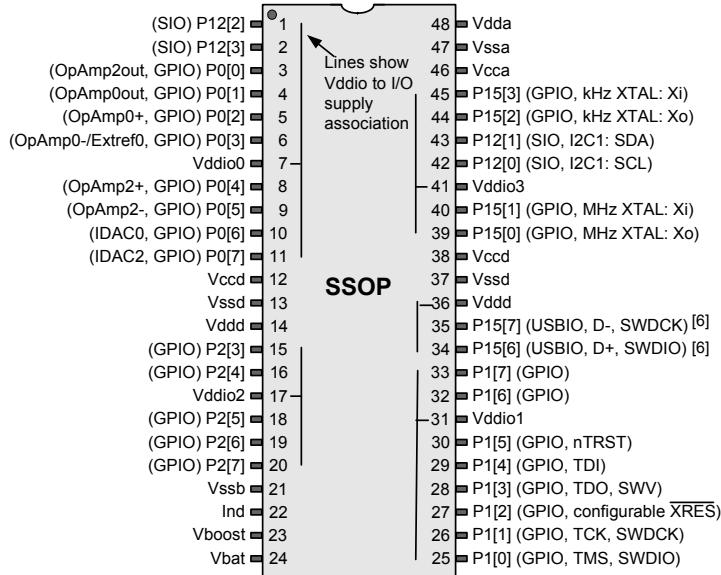 (SIO) P12[2] 1
(SIO) P12[3] 2
(OpAmp2out, GPIO) P0[0] 3
(OpAmp0out, GPIO) P0[1] 4
(OpAmp0+, GPIO) P0[2] 5
(OpAmp0-/Extref0, GPIO) P0[3] 6
Vddio0 7
(OpAmp2+, GPIO) P0[4] 8
(OpAmp2-, GPIO) P0[5] 9
(IDAC0, GPIO) P0[6] 10
(IDAC2, GPIO) P0[7] 11
Vccd 12
Vssd 13
Vddd 14
(GPIO) P2[3] 15
(GPIO) P2[4] 16
Vddio2 17
(GPIO) P2[5] 18
(GPIO) P2[6] 19
(GPIO) P2[7] 20
Vssb 21
Ind 22
Vboost 23
Vbat 24
Lines show
Vddio to I/O
supply
association
SSOP
48 Vdda
47 Vssa
46 Vcca
45 P15[3] (GPIO, kHz XTAL: Xi)
44 P15[2] (GPIO, kHz XTAL: Xo)
43 P12[1] (SIO, I2C1: SDA)
42 P12[0] (SIO, I2C1: SCL)
41 Vddio3
40 P15[1] (GPIO, MHz XTAL: Xi)
39 P15[0] (GPIO, MHz XTAL: Xo)
38 Vccd
37 Vssd
36 Vddd
35 P15[7] (USBIO, D-, SWDCK) [6]
34 P15[6] (USBIO, D+, SWDIO) [6]
33 P1[7] (GPIO)
32 P1[6] (GPIO)
31 Vddio1
30 P1[5] (GPIO, nTRST)
29 P1[4] (GPIO, TDI)
28 P1[3] (GPIO, TDO, SWV)
27 P1[2] (GPIO, configurable XRES)
26 P1[1] (GPIO, TCK, SWDCK)
25 P1[0] (GPIO, TMS, SWDIO)